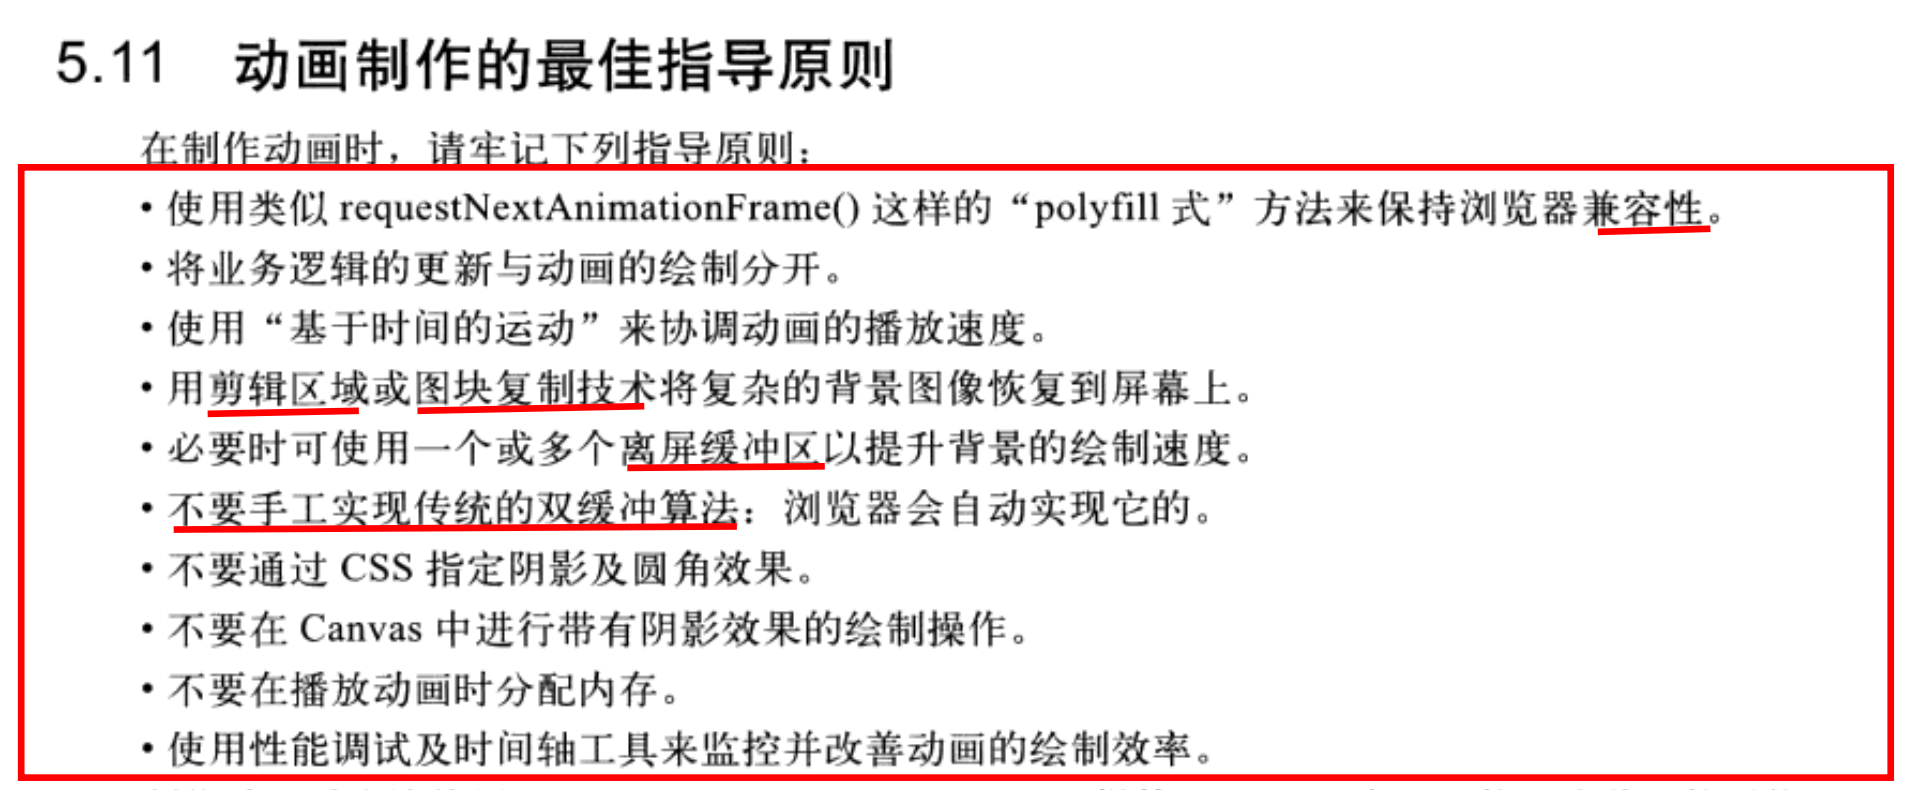 5.11 动画制作的最佳指导原则
在制作动画时，请牢记下列指导原则：
• 使用类似 requestNextAnimationFrame() 这样的“polyfill 式”方法来保持浏览器兼容性。
• 将业务逻辑的更新与动画的绘制分开。
• 使用“基于时间的运动”来协调动画的播放速度。
• 用剪辑区域或图块复制技术将复杂的背景图像恢复到屏幕上。
• 必要时可使用一个或多个离屏缓冲区以提升背景的绘制速度。
• 不要手工实现传统的双缓冲算法：浏览器会自动实现它的。
• 不要通过 CSS 指定阴影及圆角效果。
• 不要在 Canvas 中进行带有阴影效果的绘制操作。
• 不要在播放动画时分配内存。
• 使用性能调试及时间轴工具来监控并改善动画的绘制效率。